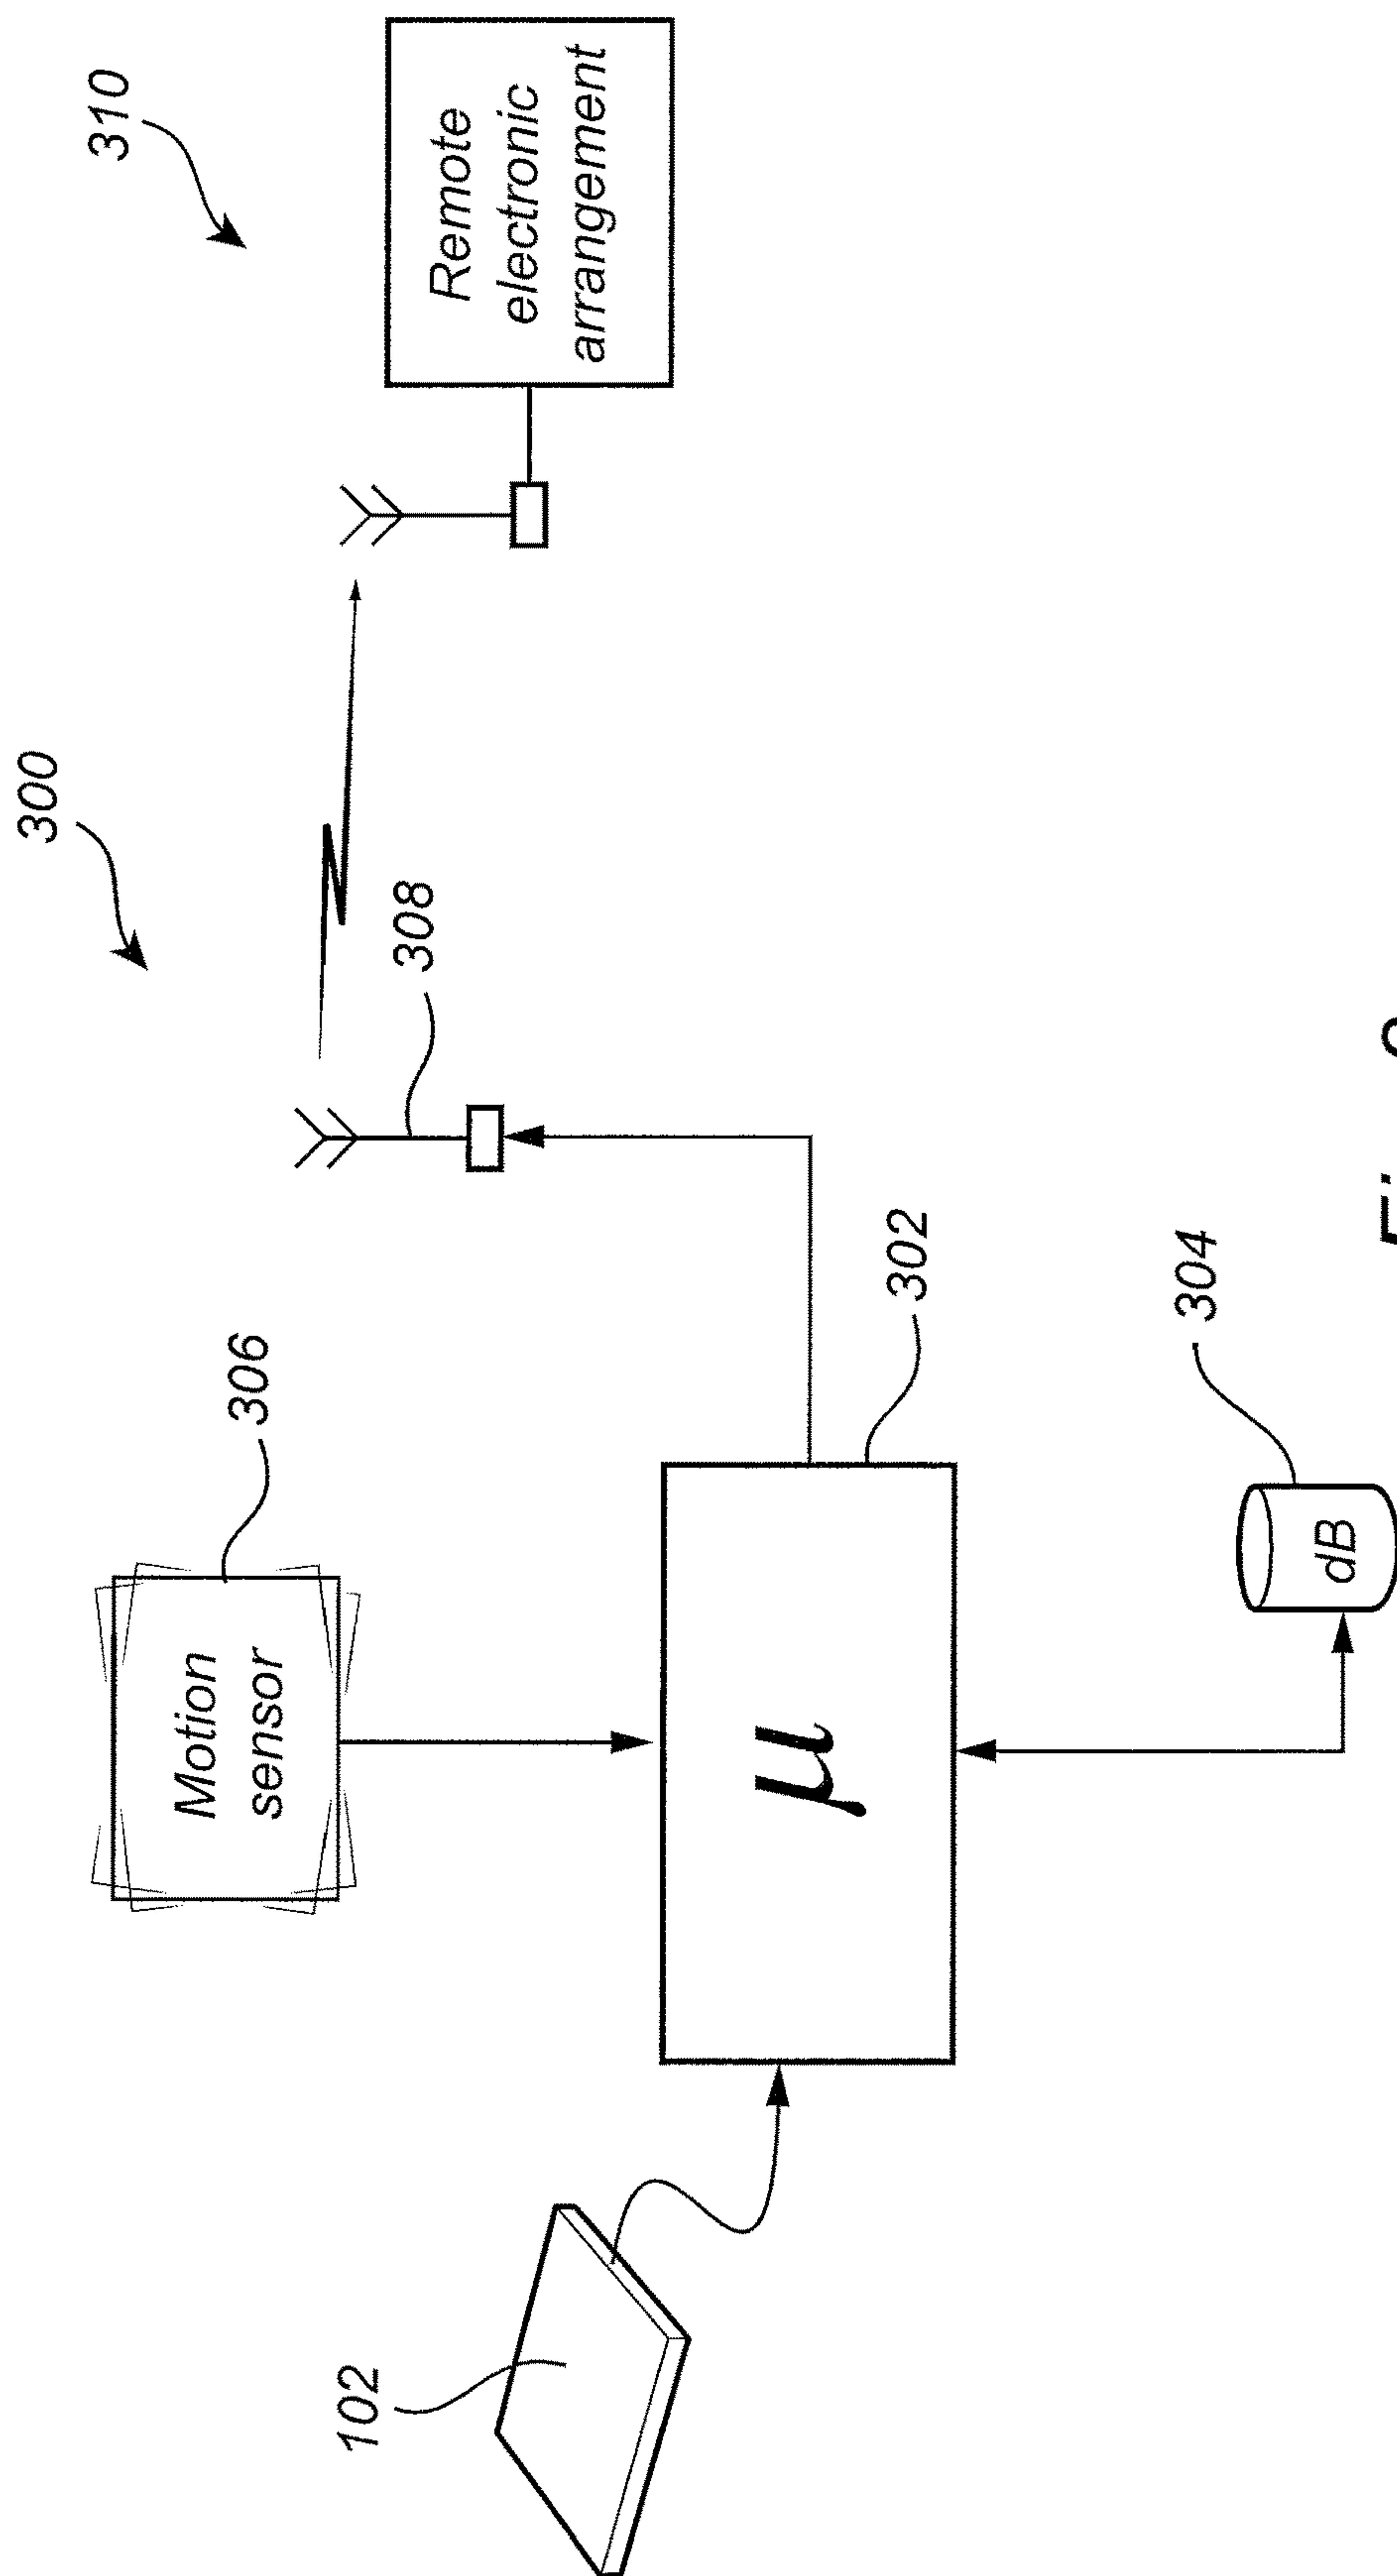 300
310
306
Motion
sensor
308
Remote
electronic
arrangement
102
μ
302
dB
304